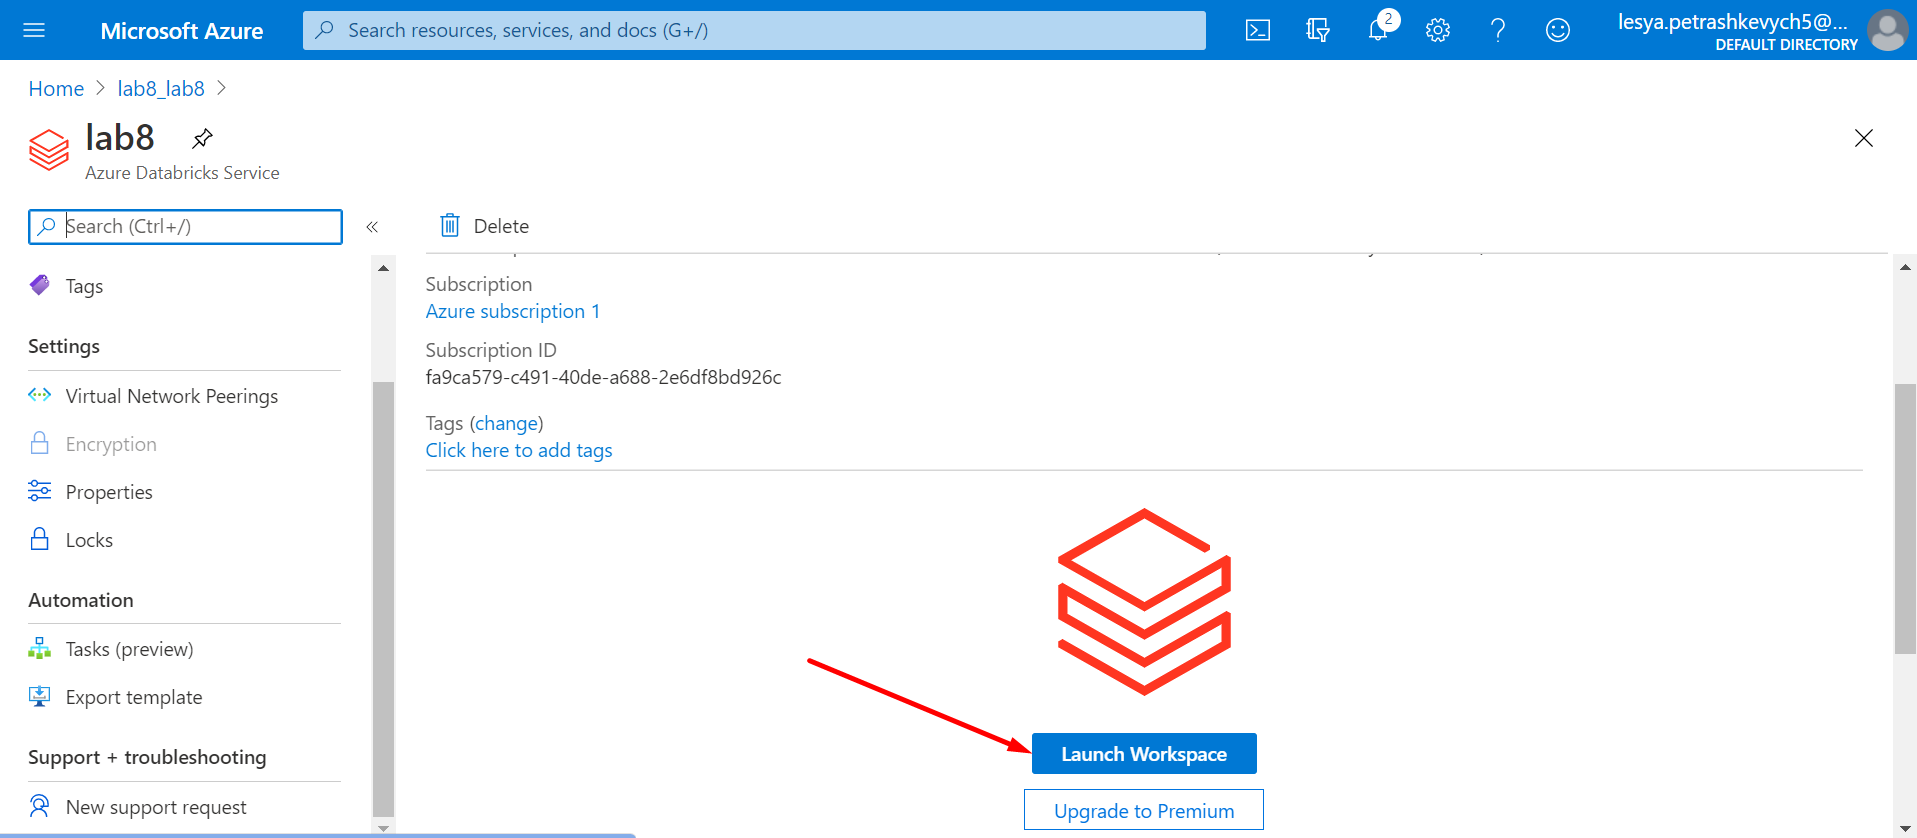 Microsoft Azure
Search resources, services, and docs (G+/)
2
lesya.petrashkevych5@...
DEFAULT DIRECTORY
Home > lab8_lab8 >
lab8
Azure Databricks Service
Search (Ctrl+/)
«
Delete
Tags
Settings
Virtual Network Peerings
Encryption
Properties
Locks
Automation
Tasks (preview)
Export template
Support + troubleshooting
New support request
Subscription
Azure subscription 1
Subscription ID
fa9ca579-c491-40de-a688-2e6df8bd926c
Tags (change)
Click here to add tags
Launch Workspace
Upgrade to Premium